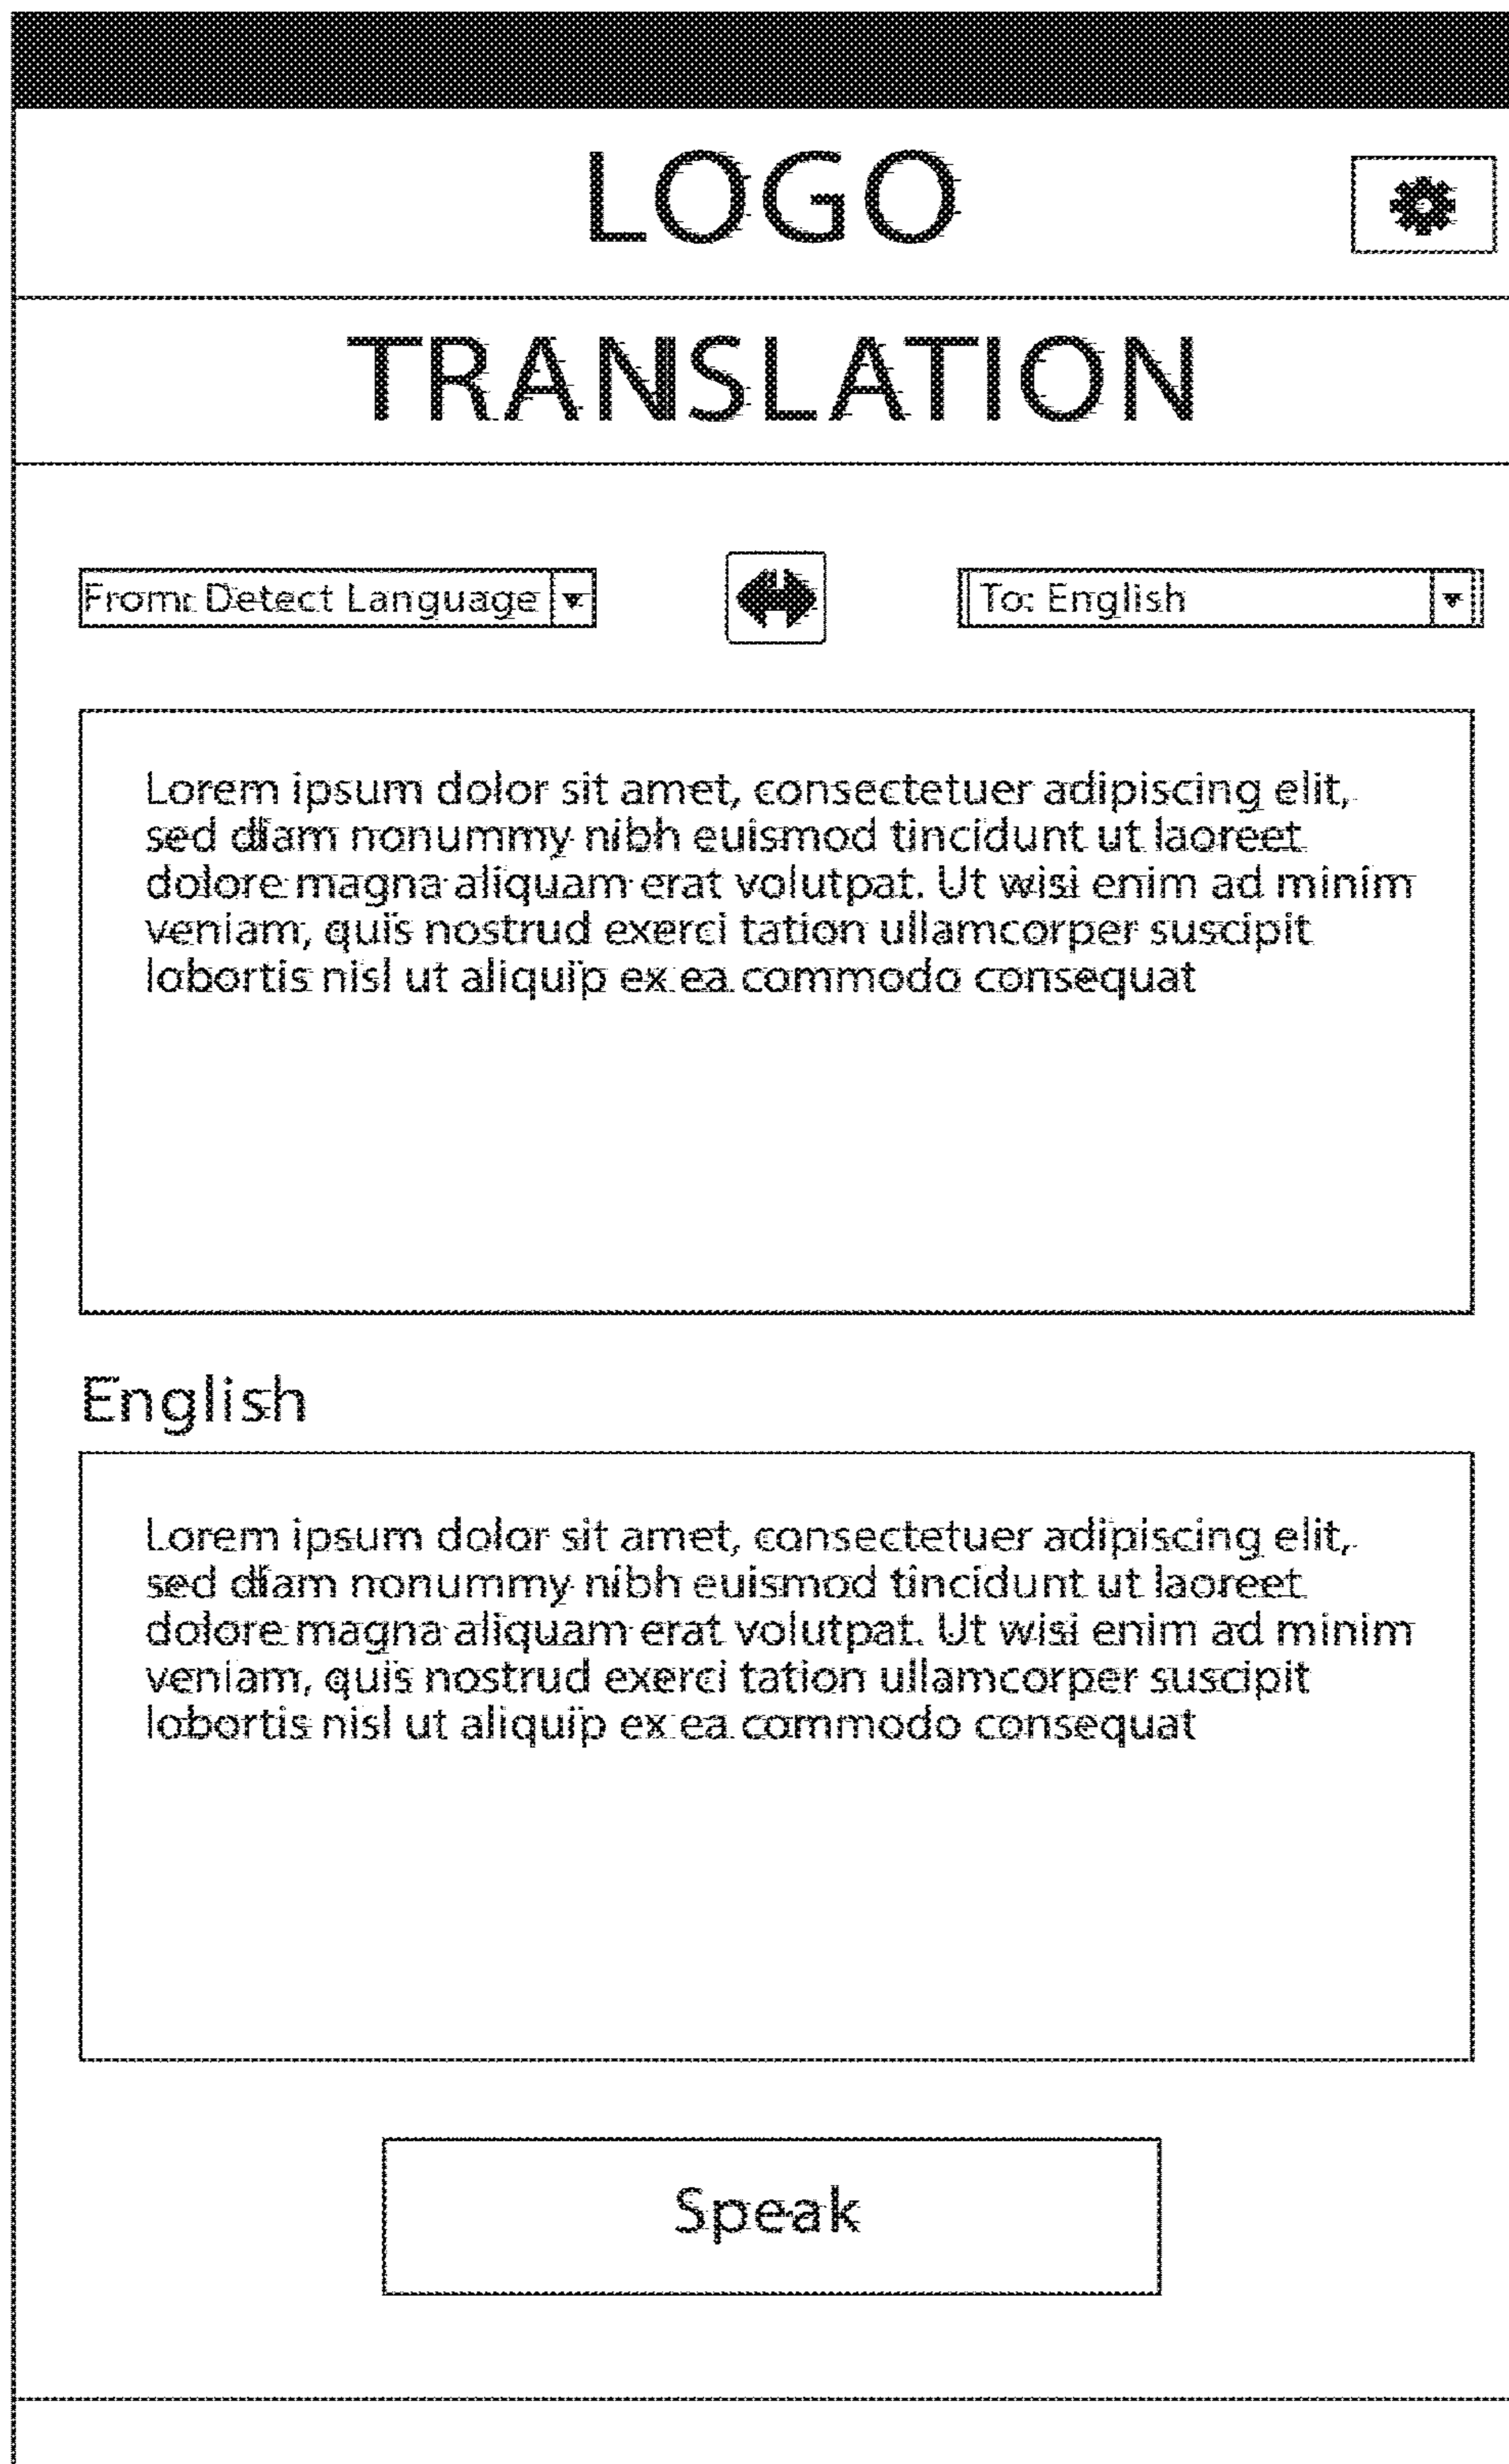 LOGO
TRANSLATION
From: Detect Language
To: English
Lorem ipsum dolor sit amet, consectetuer adipiscing elit,
sed diam nonummy nibh euismod tincidunt ut laoreet
dolore magna aliquam erat volutpat. Ut wisi enim ad minim
veniam, quis nostrud exerci tation ullamcorper suscipit
lobortis nisl ut aliquip ex ea commodo consequat
English
Lorem ipsum dolor sit amet, consectetuer adipiscing elit,
sed diam nonummy nibh euismod tincidunt ut laoreet
dolore magna aliquam erat volutpat. Ut wisi enim ad minim
veniam, quis nostrud exerci tation ullamcorper suscipit
lobortis nisl ut aliquip ex ea commodo consequat
Speak